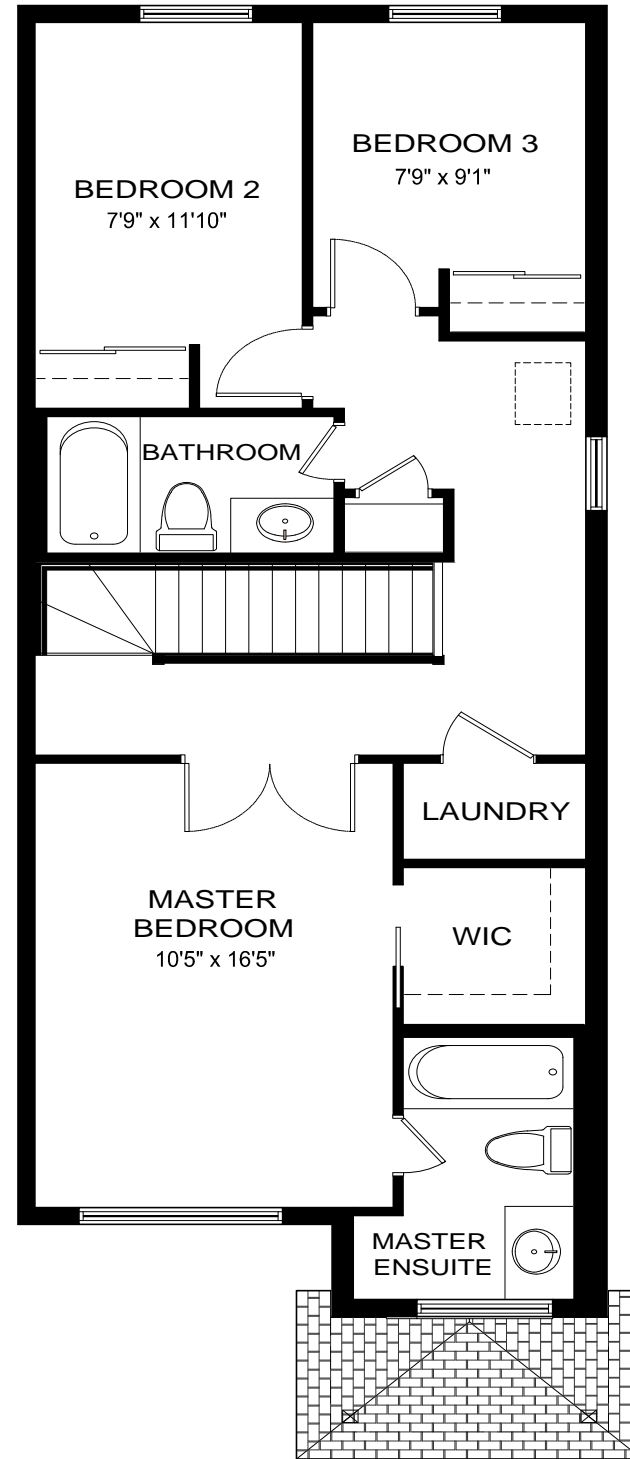 BEDROOM 2
7'9" x 11'10"
BEDROOM 3
7'9" x 9'1"
BATHROOM
LAUNDRY
MASTER
BEDROOM
10'5" x 16'5"
WIC
MASTER
ENSUITE